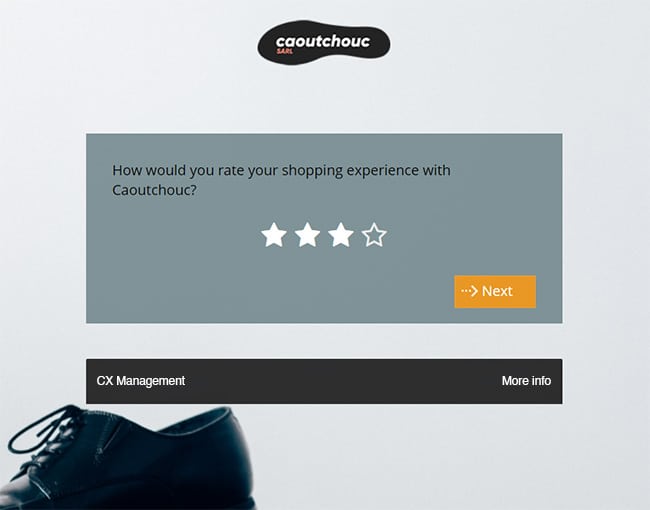 caoutchouc
SARL
How would you rate your shopping experience with
Caoutchouc?
Next
CX Management
More info